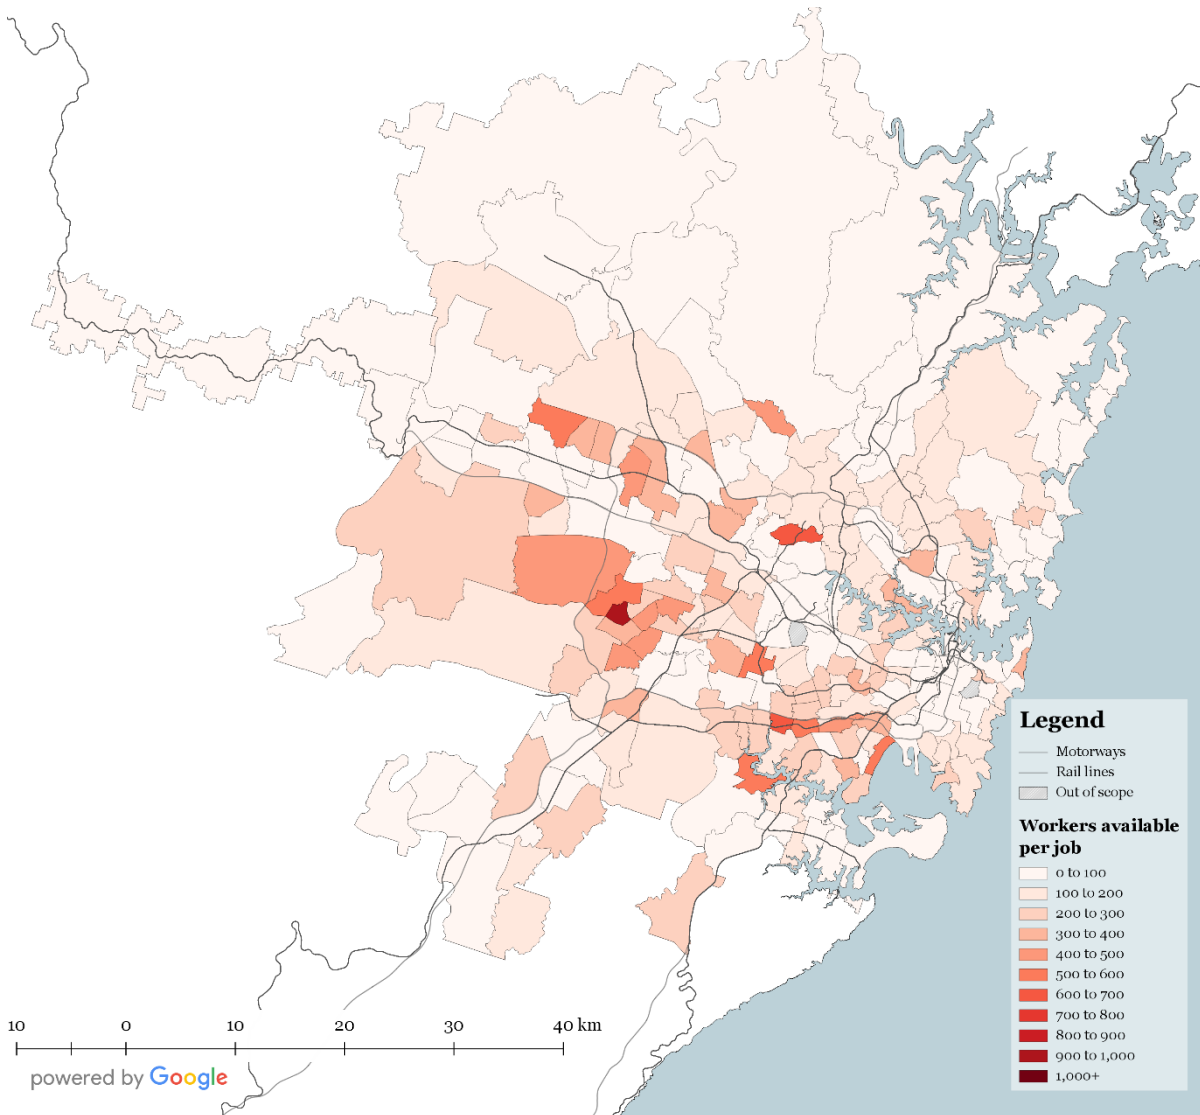 Legend
Motorways
Rail lines
Out of scope
Workers available
per job
0 to 100
100 to 200
200 to 300
300 to 400
400 to 500
500 to 600
600 to 700
700 to 800
800 to 900
900 to 1,000
1,000+
10 0 10 20 30 40 km
powered by Google